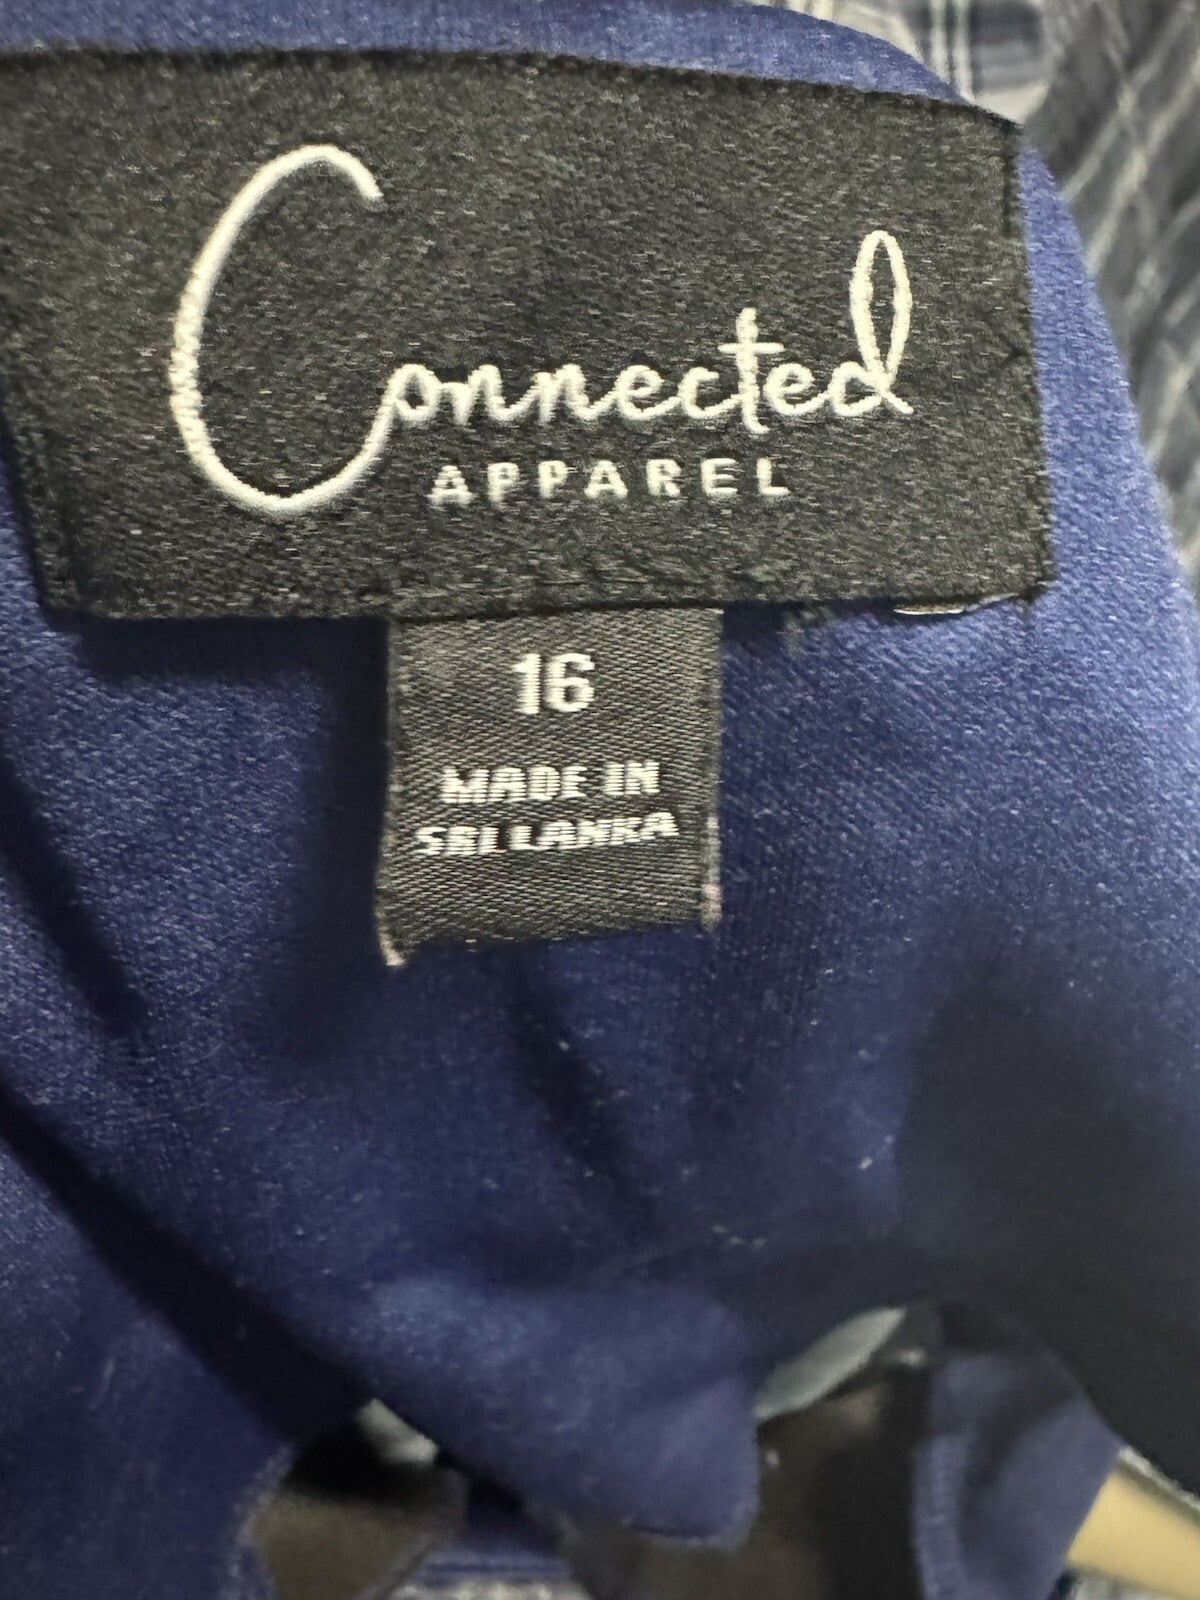 Connected
APPAREL
16
MADE IN
SRI LANKA